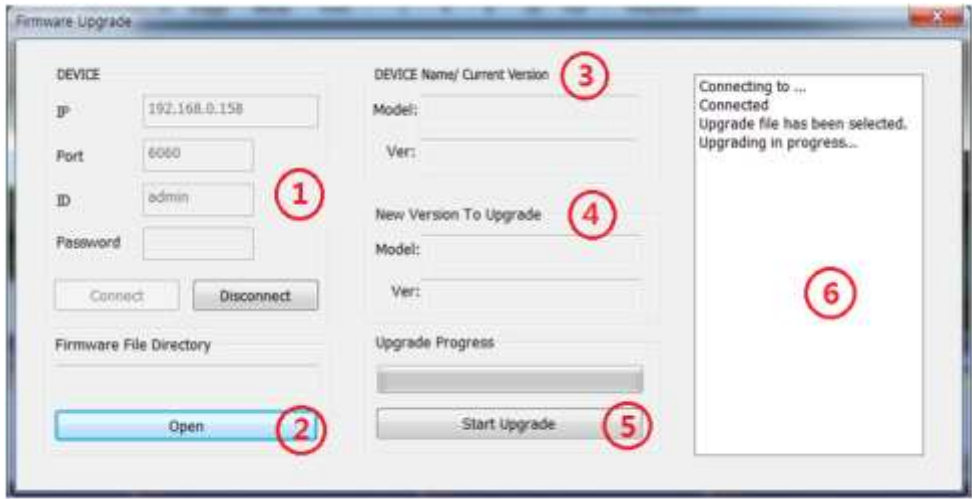 Firmware Upgrade
DEVICE
IP 192.168.0.158
Port 6060
ID admin
Password
Connect Disconnect
1
Firmware File Directory
Open 2
DEVICE Name/ Current Version 3
Model:
Ver:
New Version To Upgrade 4
Model:
Ver:
Upgrade Progress
Start Upgrade 5
Connecting to ...
Connected
Upgrade file has been selected.
Upgrading in progress...
6